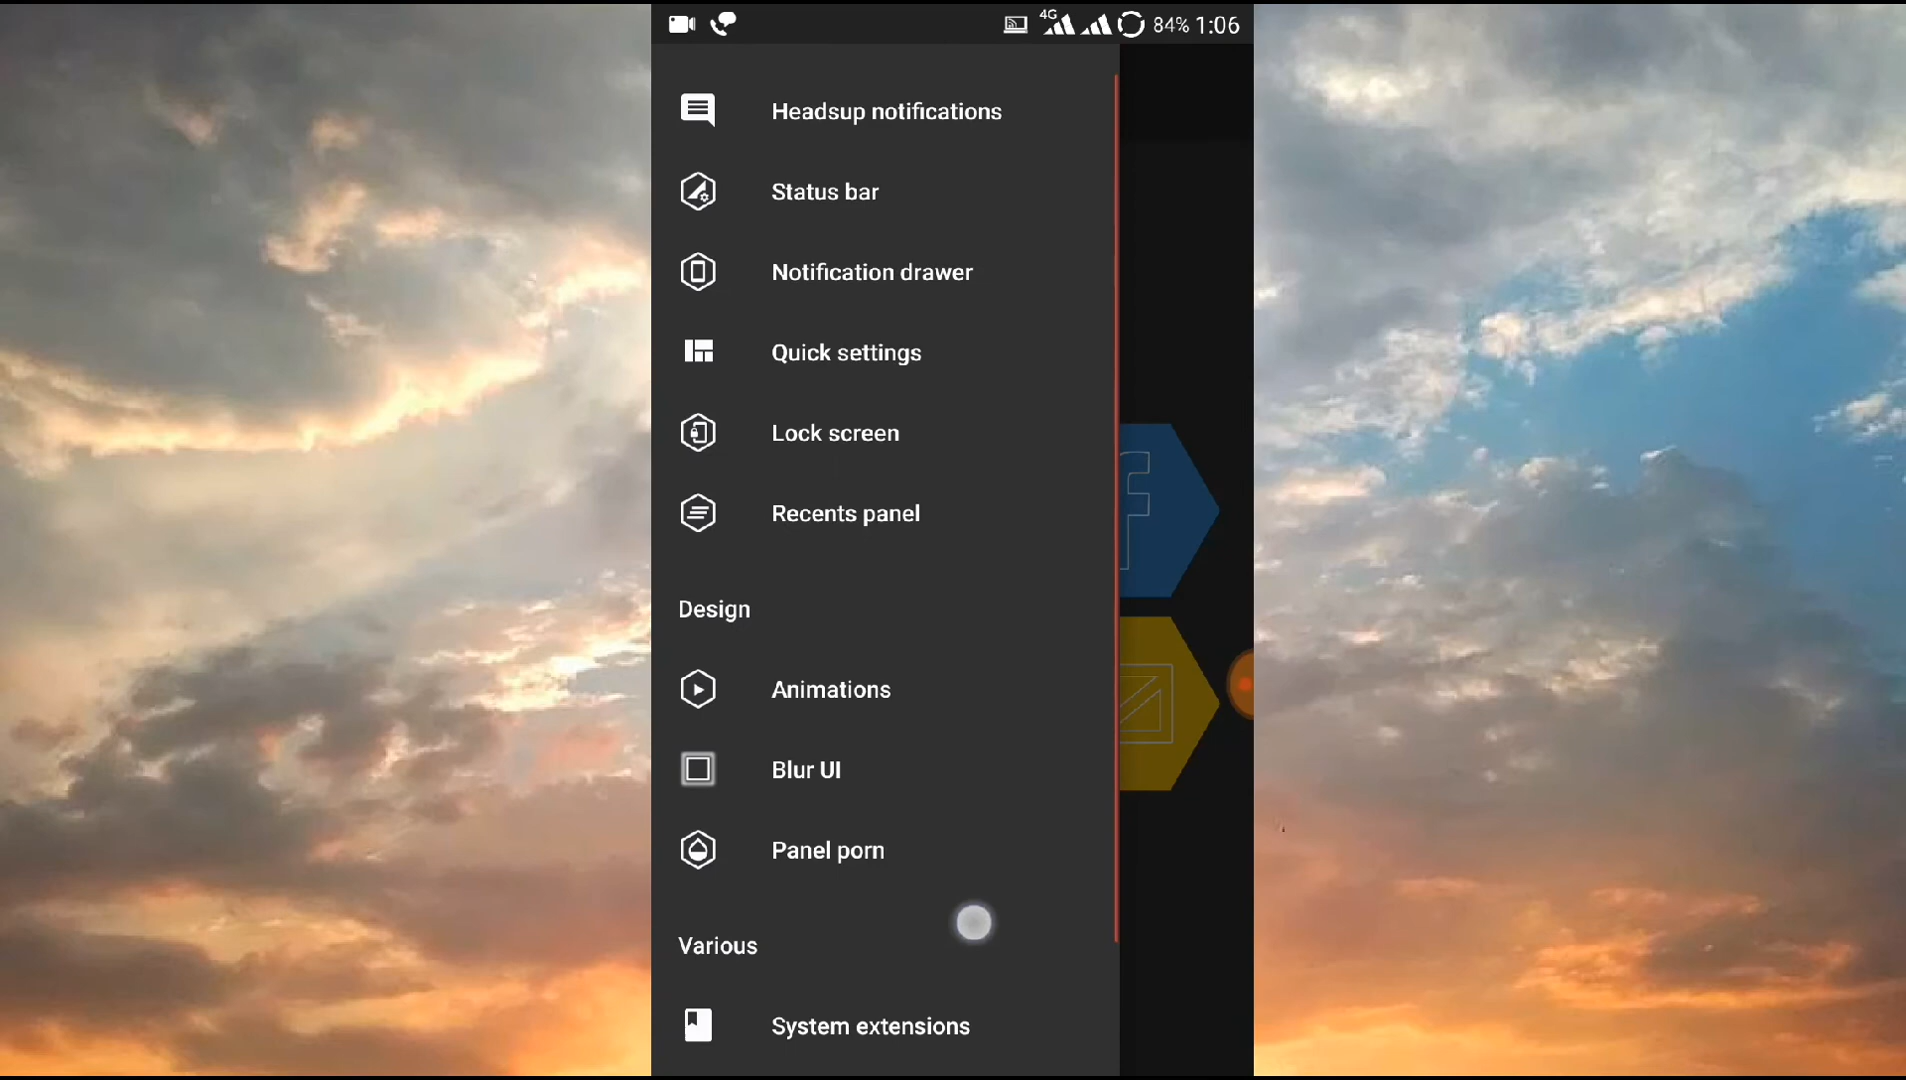 4G 84% 1:06
Headsup notifications
Status bar
Notification drawer
Quick settings
Lock screen
Recents panel
Design
Animations
Blur UI
Panel porn
Various
System extensions